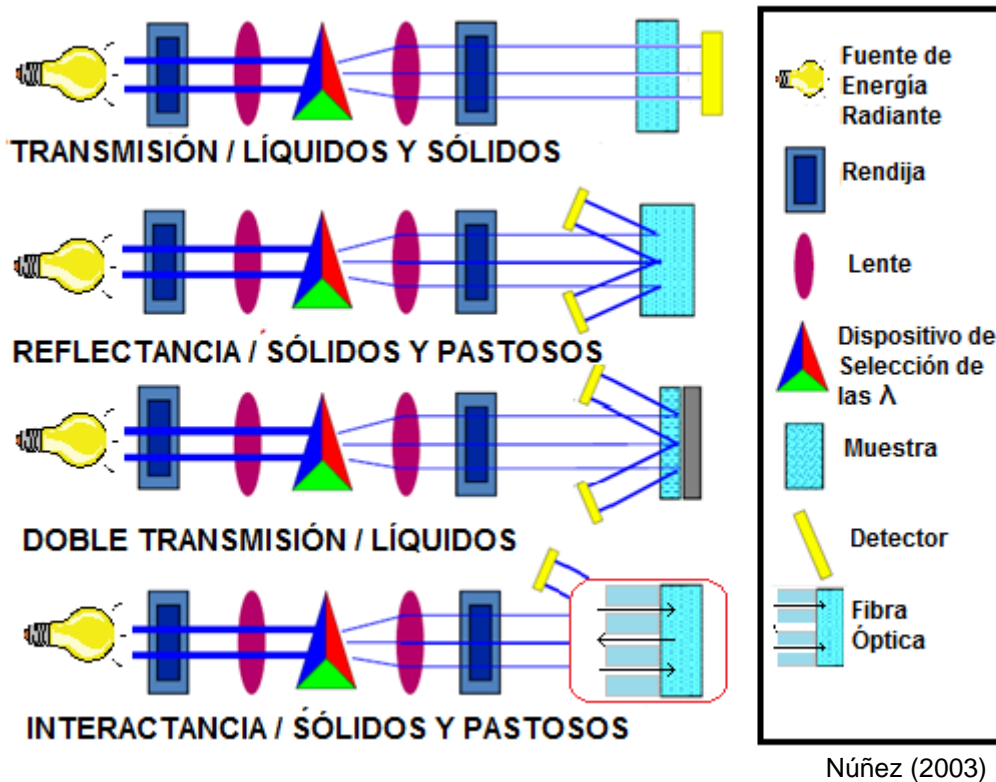 TRANSMISIÓN / LÍQUIDOS Y SÓLIDOS
REFLECTANCIA / SÓLIDOS Y PASTOSOS
DOBLE TRANSMISIÓN / LÍQUIDOS
INTERACTANCIA / SÓLIDOS Y PASTOSOS
Fuente de
Energía
Radiante
Rendija
Lente
Dispositivo de
Selección de
las λ
Muestra
Detector
Fibra
Óptica
Núñez (2003)